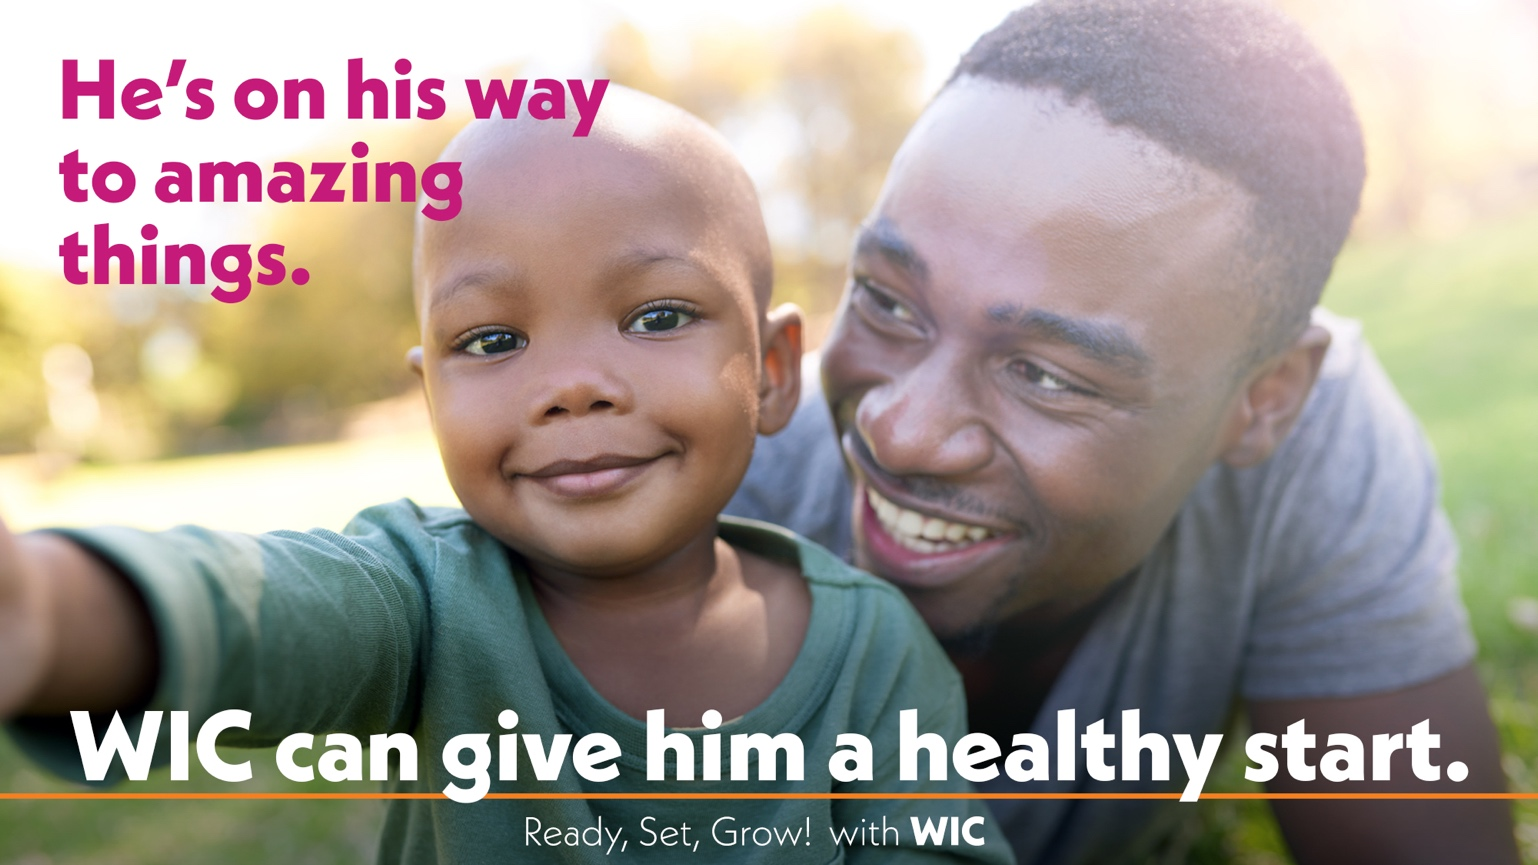 He’s on his way
to amazing
things.
WIC can give him a healthy start.
Ready, Set, Grow! with WIC